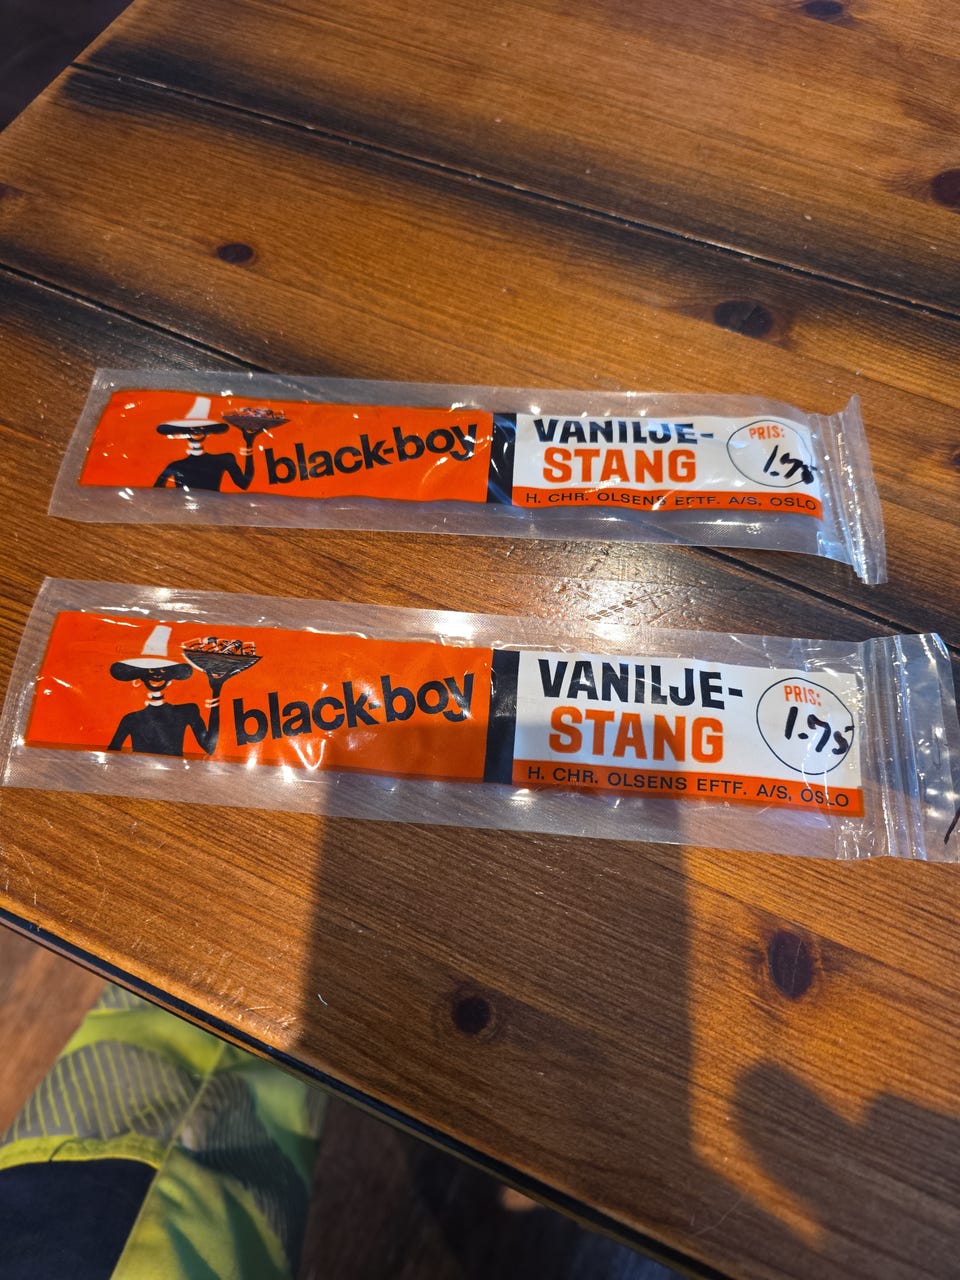 black-boy
VANILJE-
STANG
PRIS:
1.75
H. CHR. OLSENS EFTF. A/S, OSLO
black-boy
VANILJE-
STANG
PRIS:
1.75
H. CHR. OLSENS EFTF. A/S, OSLO